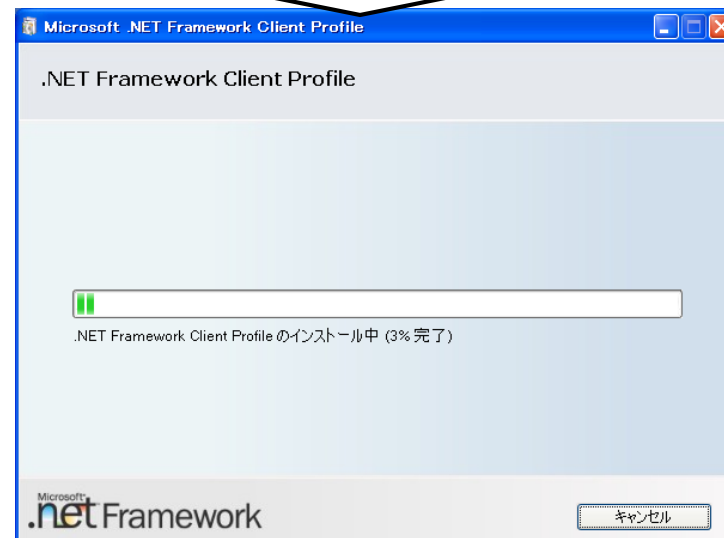 Microsoft .NET Framework Client Profile
.NET Framework Client Profile
.NET Framework Client Profile のインストール中 (3% 完了)
Microsoft
.net Framework
キャンセル